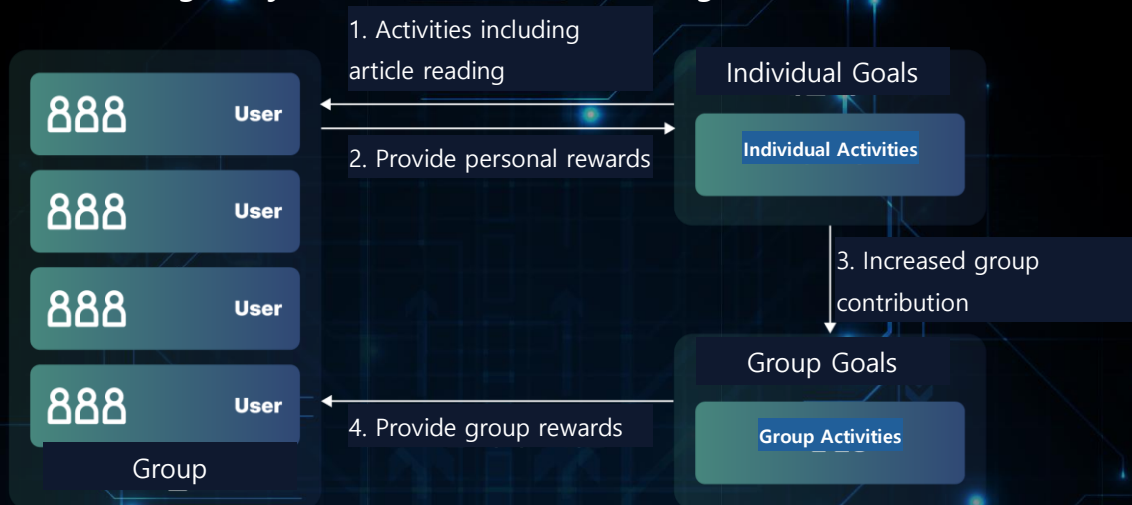 1. Activities including
article reading
Individual Goals
User
Individual Activities
2. Provide personal rewards
User
3. Increased group
contribution
User
Group Goals
User
4. Provide group rewards
Group Activities
Group